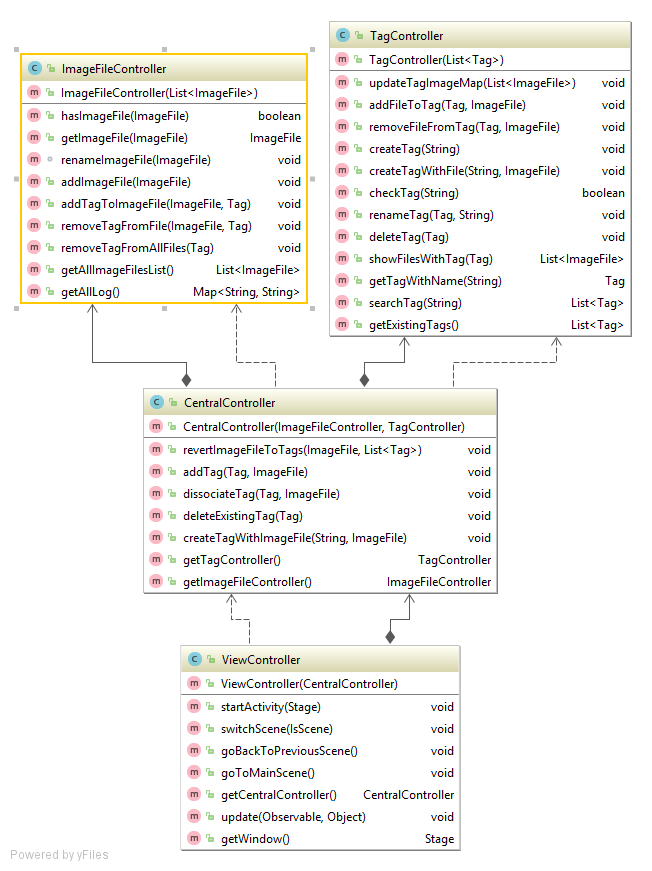 C ImageFileController
m ImageFileController(List<ImageFile>)
m hasImageFile(ImageFile) boolean
m getImageFile(ImageFile) ImageFile
m renameImageFile(ImageFile) void
m addImageFile(ImageFile) void
m addTagToImageFile(ImageFile, Tag) void
m removeTagFromFile(ImageFile, Tag) void
m removeTagFromAllFiles(Tag) void
m getAllImageFilesList() List<ImageFile>
m getAllLog() Map<String, String>
C TagController
m TagController(List<Tag>)
m updateTagImageMap(List<ImageFile>) void
m addFileToTag(Tag, ImageFile) void
m removeFileFromTag(Tag, ImageFile) void
m createTag(String) void
m createTagWithFile(String, ImageFile) void
m checkTag(String) boolean
m renameTag(Tag, String) void
m deleteTag(Tag) void
m showFilesWithTag(Tag) List<ImageFile>
m getTagWithName(String) Tag
m searchTag(String) List<Tag>
m getExistingTags() List<Tag>
C CentralController
m CentralController(ImageFileController, TagController)
m revertImageFileToTags(ImageFile, List<Tag>) void
m addTag(Tag, ImageFile) void
m dissociateTag(Tag, ImageFile) void
m deleteExistingTag(Tag) void
m createTagWithImageFile(String, ImageFile) void
m getTagController() TagController
m getImageFileController() ImageFileController
C ViewController
m ViewController(CentralController)
m startActivity(Stage) void
m switchScene(IsScene) void
m goBackToPreviousScene() void
m goToMainScene() void
m getCentralController() CentralController
m update(Observable, Object) void
m getWindow() Stage
Powered by yFiles